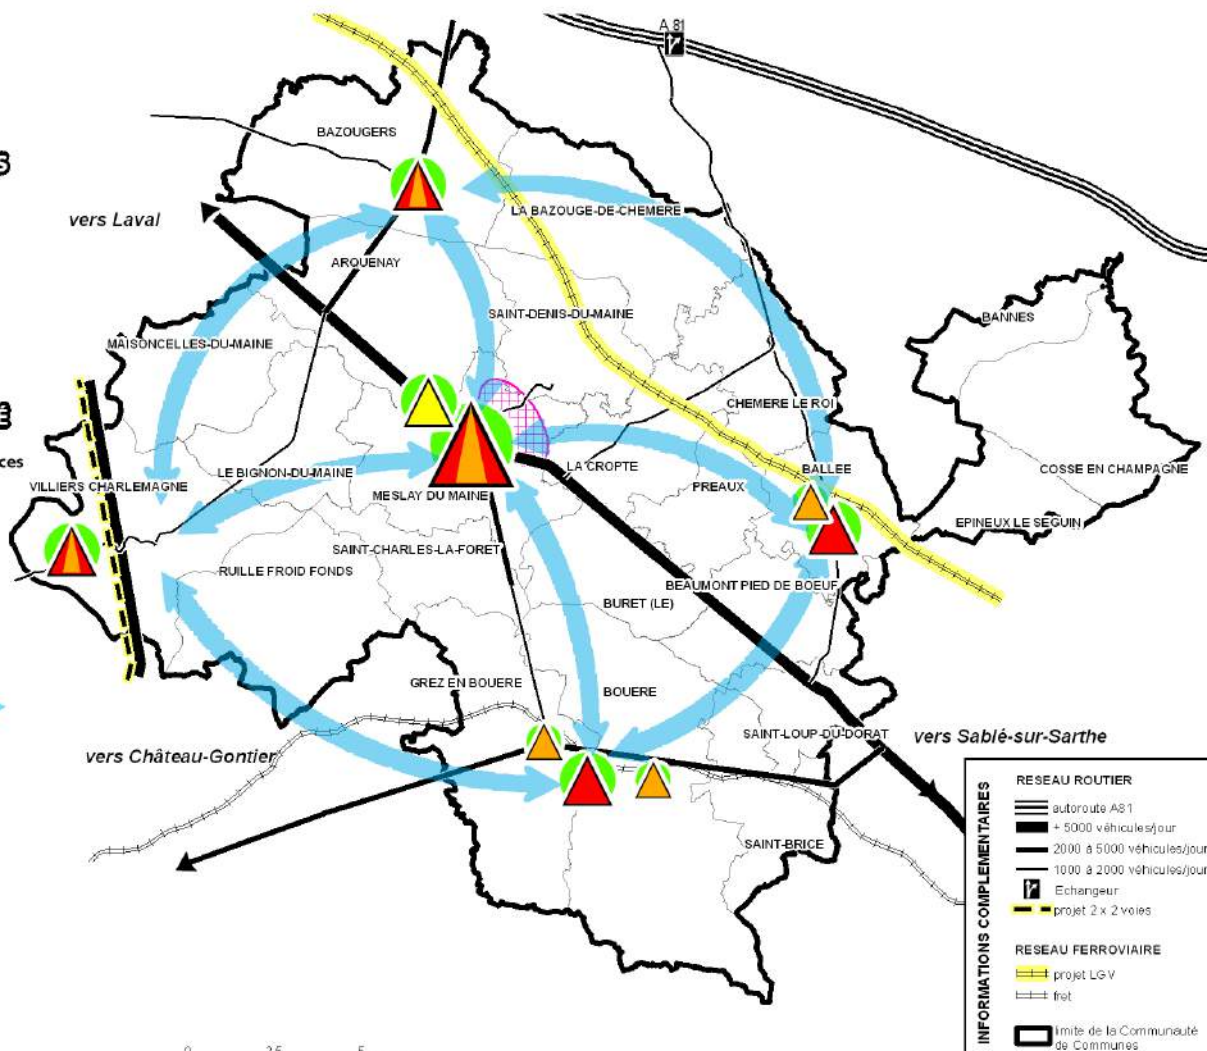 A 81
S
BAZOUGERS
vers Laval
LA BAZOUGE-DE-CHEMERE
ARQUENAY
SAINT-DENIS-DU-MAINE
BANNES
MAISONCELLES-DU-MAINE
CHEMERE LE ROI
É
ces
LE BIGNON-DU-MAINE
LA CROPTE
BALLEE
COSSE EN CHAMPAGNE
VILLIERS CHARLEMAGNE
MESLAY DU MAINE
PREAUX
EPINEUX LE SEGUIN
SAINT-CHARLES-LA-FORET
RUILLE FROID FONDS
BEAUMONT PIED DE BOEUF
BURET (LE)
GREZ EN BOUERE
BOUERE
SAINT-LOUP-DU-DORAT
vers Sablé-sur-Sarthe
vers Château-Gontier
SAINT-BRICE
INFORMATIONS COMPLEMENTAIRES
RESEAU ROUTIER
autoroute A81
+ 5000 véhicules/jour
2000 à 5000 véhicules/jour
1000 à 2000 véhicules/jour
Echangeur
projet 2 x 2 voies
RESEAU FERROVIAIRE
projet LGV
fret
limite de la Communauté
de Communes